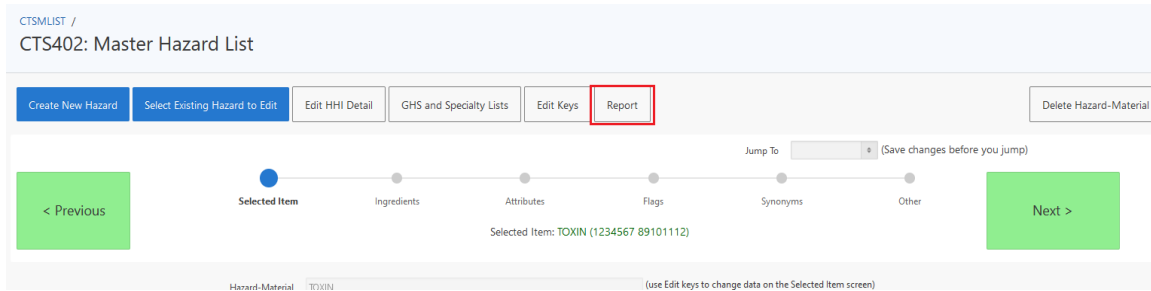 CTSMLIST /
CTS402: Master Hazard List
Create New Hazard Select Existing Hazard to Edit Edit HHI Detail GHS and Specialty Lists Edit Keys Report Delete Hazard-Material
Jump To (Save changes before you jump)
< Previous Selected Item Ingredients Attributes Flags Synonyms Other Next >
Selected Item: TOXIN (1234567 89101112)
Hazard-Material TOXIN (use Edit keys to change data on the Selected Item screen)